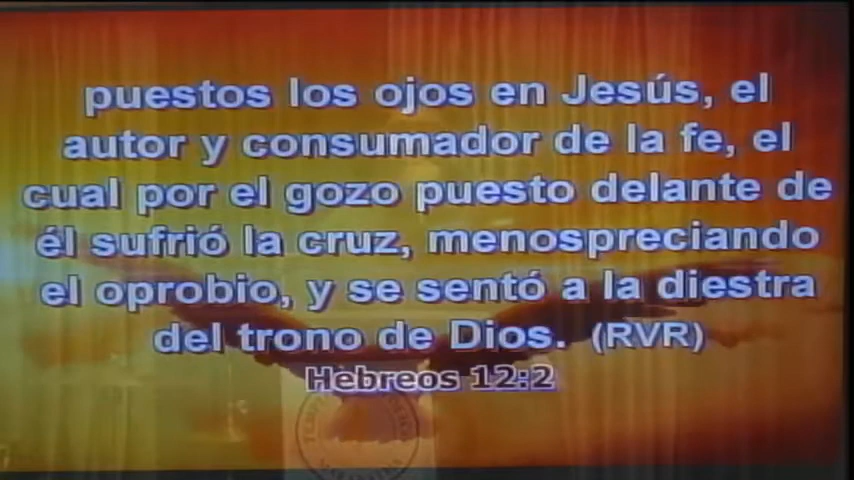 puestos los ojos en Jesús, el
autor y consumador de la fe, el
cual por el gozo puesto delante de
él sufrió la cruz, menospreciando
el oprobio, y se sentó a la diestra
del trono de Dios. (RVR)
Hebreos 12:2